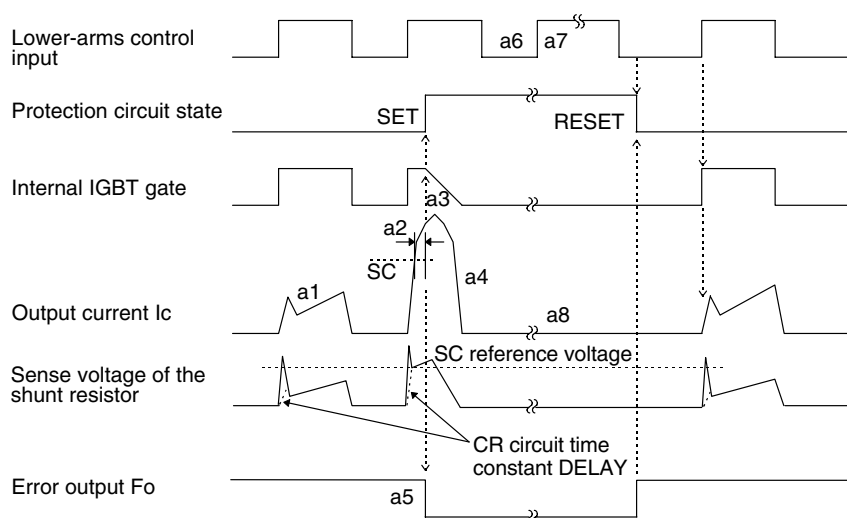 Lower-arms control
input
a6
a7
Protection circuit state
SET
RESET
Internal IGBT gate
a3
a2
SC
a4
a1
Output current Ic
a8
SC reference voltage
Sense voltage of the
shunt resistor
CR circuit time
constant DELAY
Error output Fo
a5